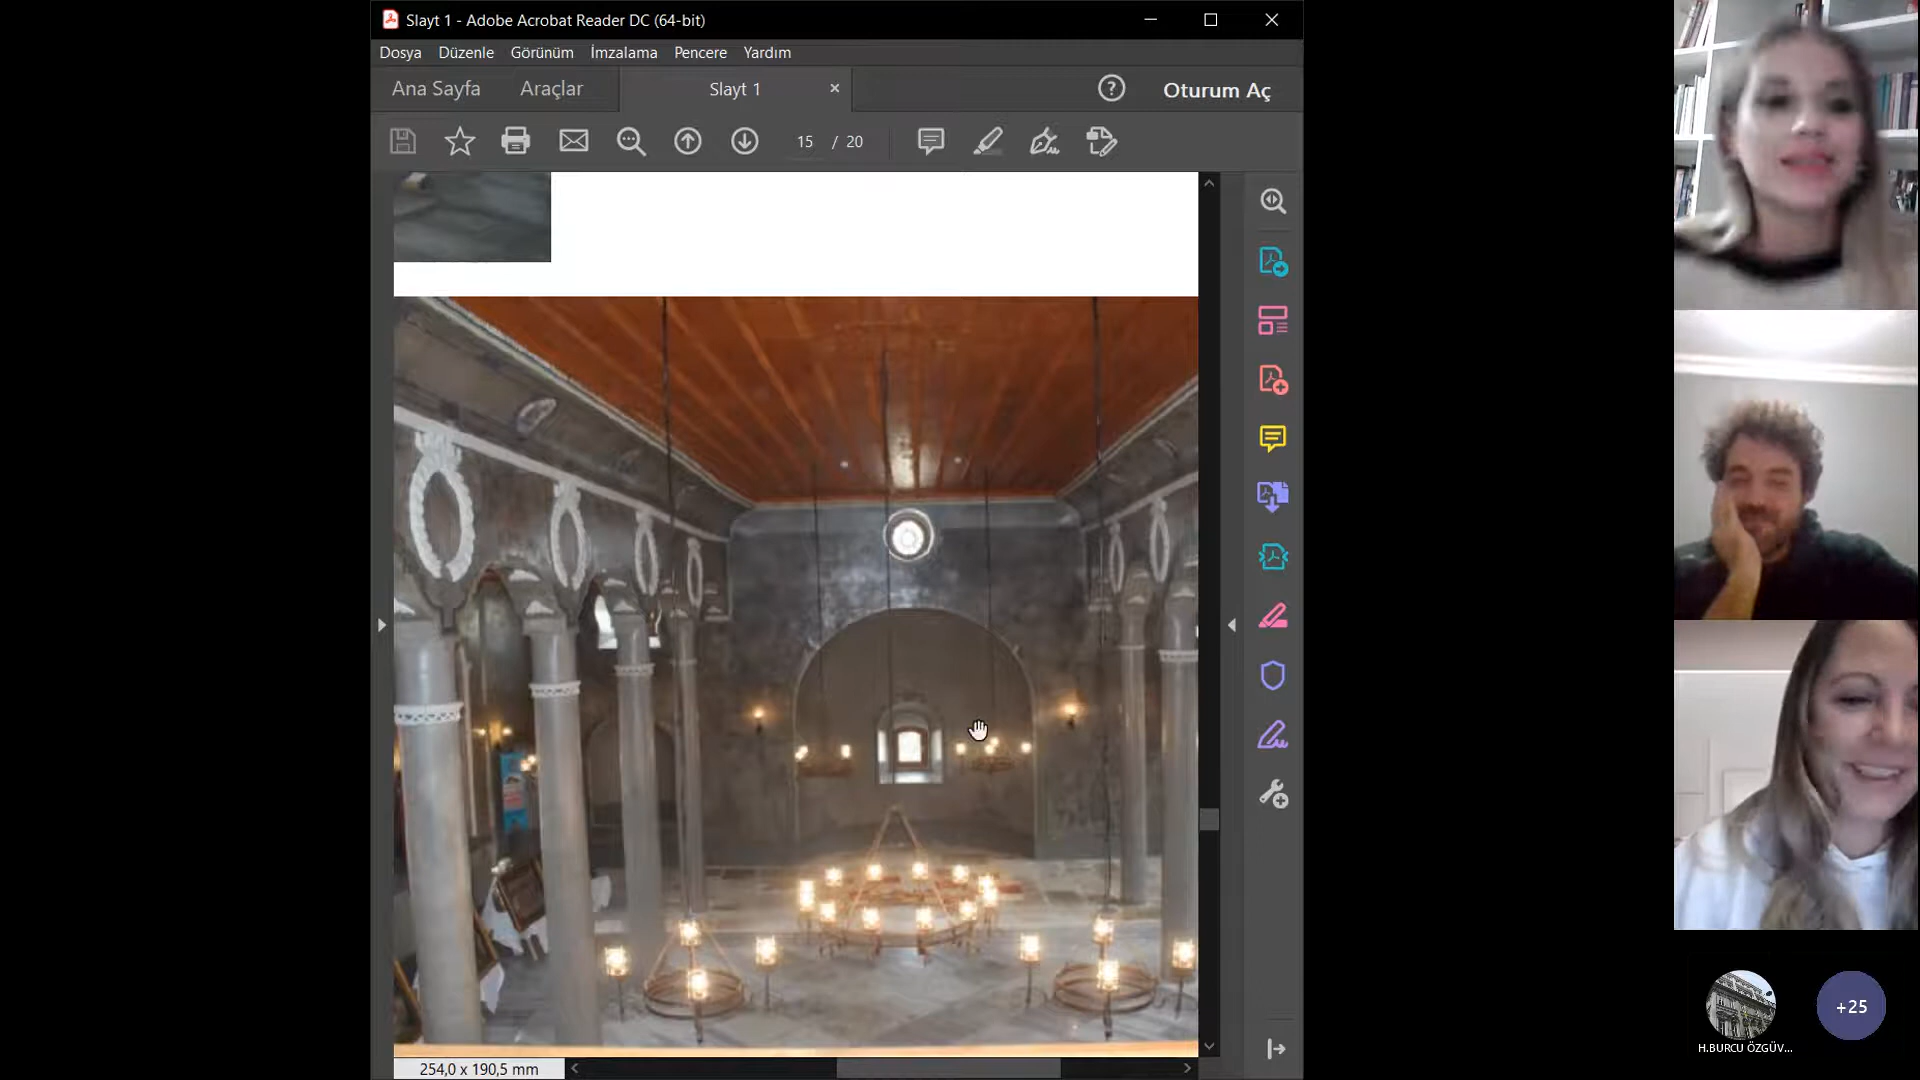 Slayt 1 - Adobe Acrobat Reader DC (64-bit)
Dosya Düzenle Görünüm İmzalama Pencere Yardım
Ana Sayfa Araçlar Slayt 1 Oturum Aç
15 / 20
254,0 x 190,5 mm
+25
H.BURCU ÖZGÜV...